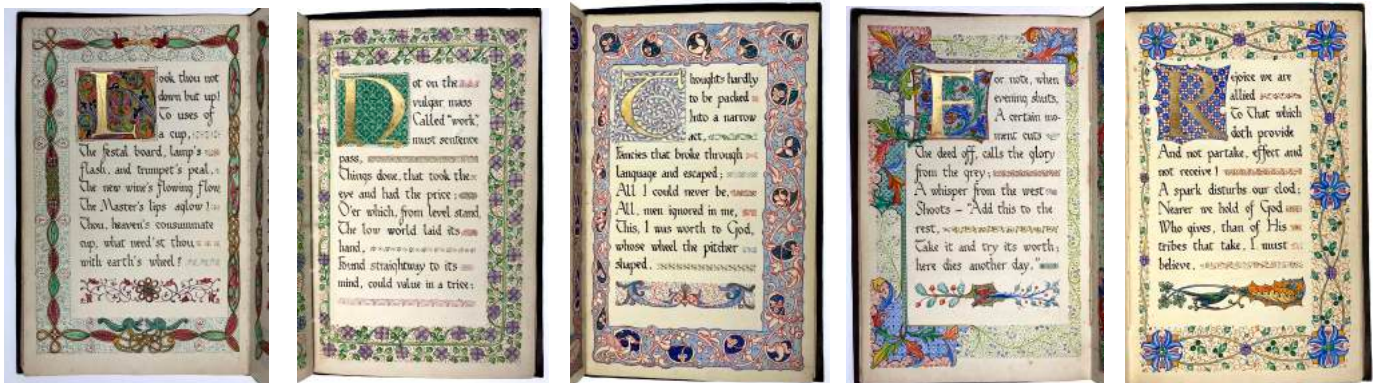 Look thou not
down but up!
To uses of
a cup,
The festal board, lamp's
flash, and trumpet's peal,
The new wine's flowing flow
The Master's lips aglow!
Thou, heaven's consummate
cup, what need'st thou
with earth's wheel?
Not on the
vulgar mass
Called "work",
must sentence
pass,
Things done, that took the
eye and had the price:
O'er which, from level stand,
The low world laid its
hand,
Found straightway to its
mind, could value in a trice:
Thoughts hardly
to be packed
Into a narrow
act,
Fancies that broke through
language and escaped;
All I could never be,
All, men ignored in me,
This, I was worth to God,
whose wheel the pitcher
shaped.
For note, when
evening shuts,
A certain mo-
ment cuts
The deed off, calls the glory
from the grey;
A whisper from the west
Shoots – "Add this to the
rest,
Take it and try its worth:
here dies another day."
Rejoice we are
allied
To That which
doth provide
And not partake, effect and
not receive!
A spark disturbs our clod;
Nearer we hold of God
Who gives, than of His
tribes that take, I must
believe.